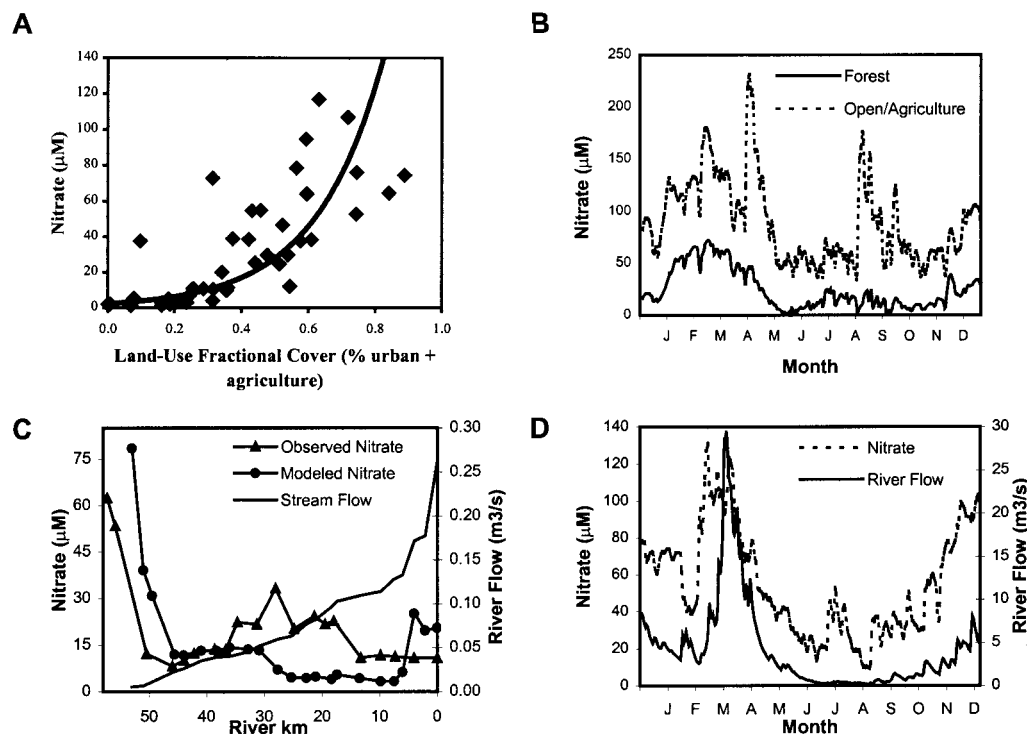 A
Nitrate (µM)
140
120
100
80
60
40
20
0
0.0 0.2 0.4 0.6 0.8 1.0
Land-Use Fractional Cover (% urban +
agriculture)
B
Nitrate (µM)
250
200
150
100
50
0
Forest
Open/Agriculture
J F M A M J J A S O N D
Month
C
Nitrate (µM)
75
60
45
30
15
0
Observed Nitrate
Modeled Nitrate
Stream Flow
0.30
0.25
0.20
0.15
0.10
0.05
0.00
River Flow (m3/s)
50 40 30 20 10 0
River km
D
Nitrate (µM)
140
120
100
80
60
40
20
0
Nitrate
River Flow
30
25
20
15
10
5
0
River Flow (m3/s)
J F M A M J J A S O N D
Month